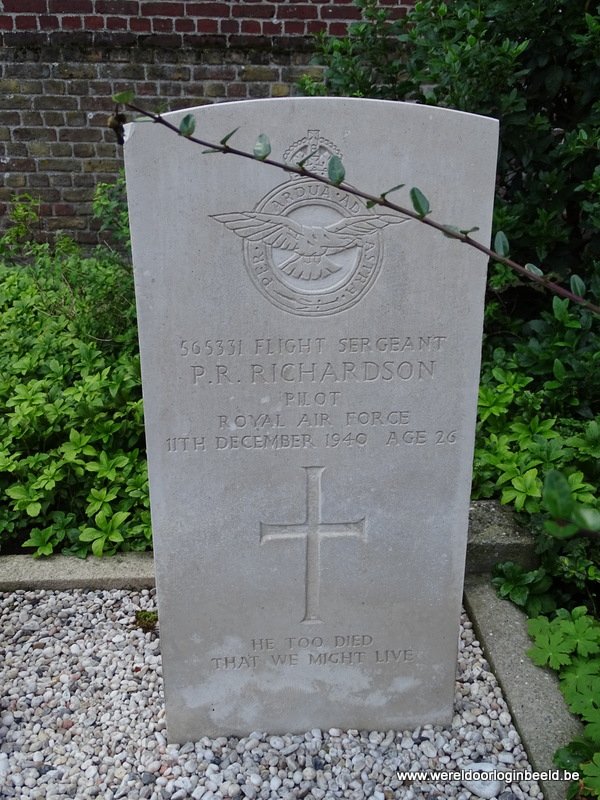 PER ARDUA AD ASTRA
565331 FLIGHT SERGEANT
P.R. RICHARDSON
PILOT
ROYAL AIR FORCE
11TH DECEMBER 1940 AGE 26
HE TOO DIED
THAT WE MIGHT LIVE
www.wereldoorloginbeeld.be